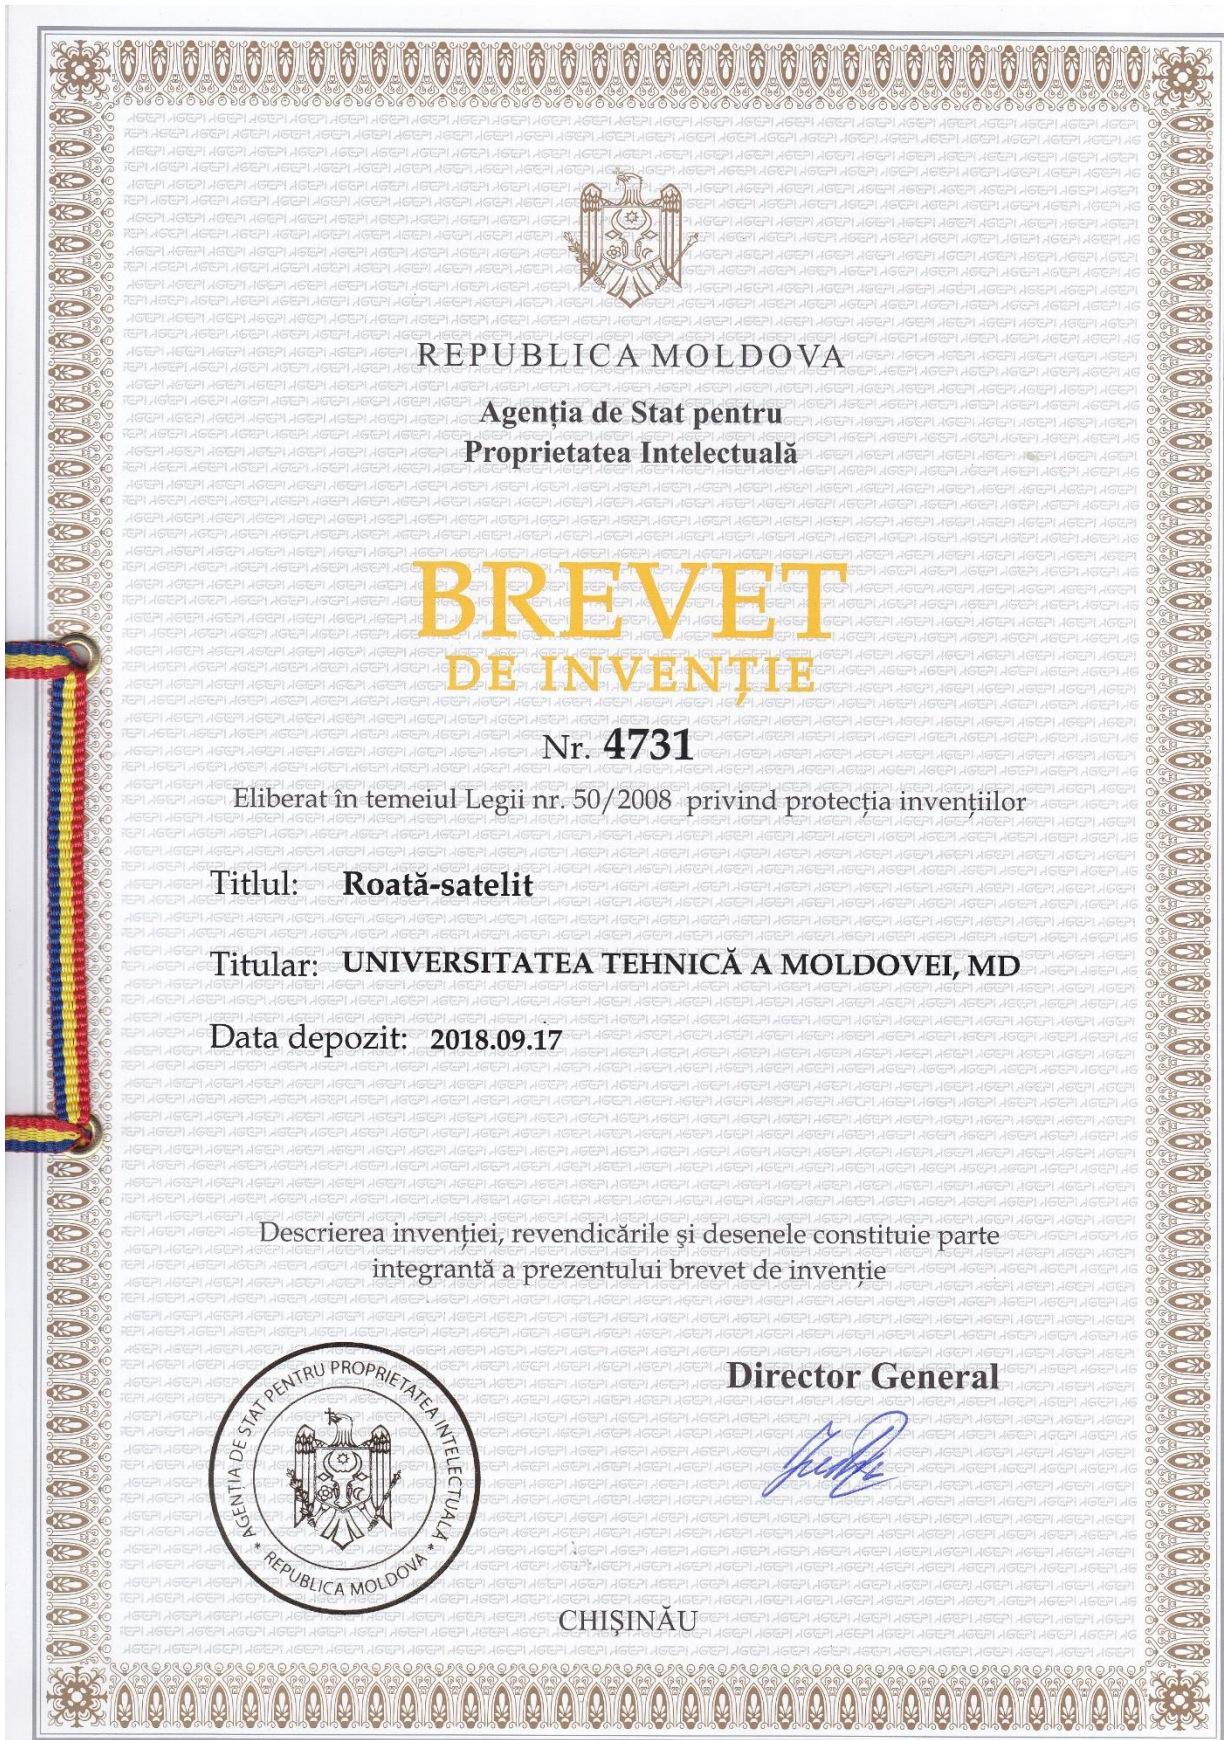 REPUBLICA MOLDOVA
Agenția de Stat pentru
Proprietatea Intelectuală
BREVET
DE INVENȚIE
Nr. 4731
Eliberat în temeiul Legii nr. 50/2008 privind protecția invențiilor
Titlul: Roată-satelit
Titular: UNIVERSITATEA TEHNICĂ A MOLDOVEI, MD
Data depozit: 2018.09.17
Descrierea invenției, revendicările şi desenele constituie parte
integrantă a prezentului brevet de invenție
Director General
AGENȚIA DE STAT PENTRU PROPRIETATEA INTELECTUALĂ
* REPUBLICA MOLDOVA *
CHIŞINĂU